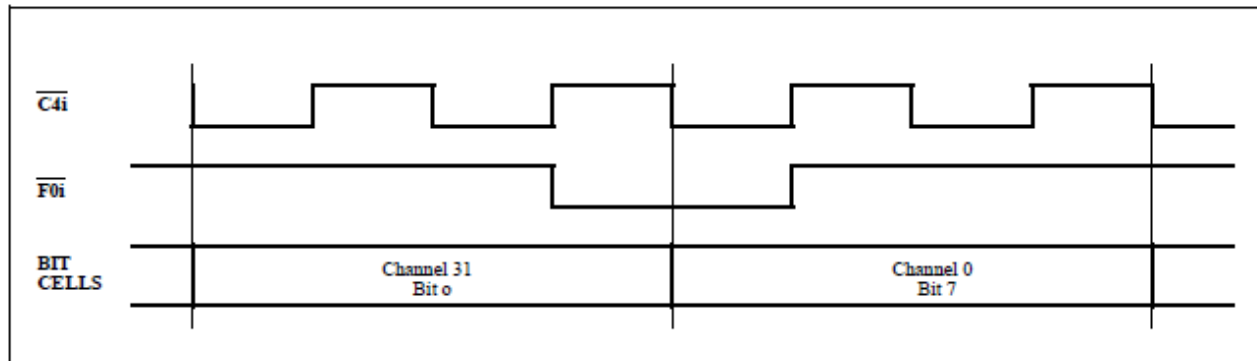 C4i
F0i
BIT
CELLS
Channel 31
Bit o
Channel 0
Bit 7